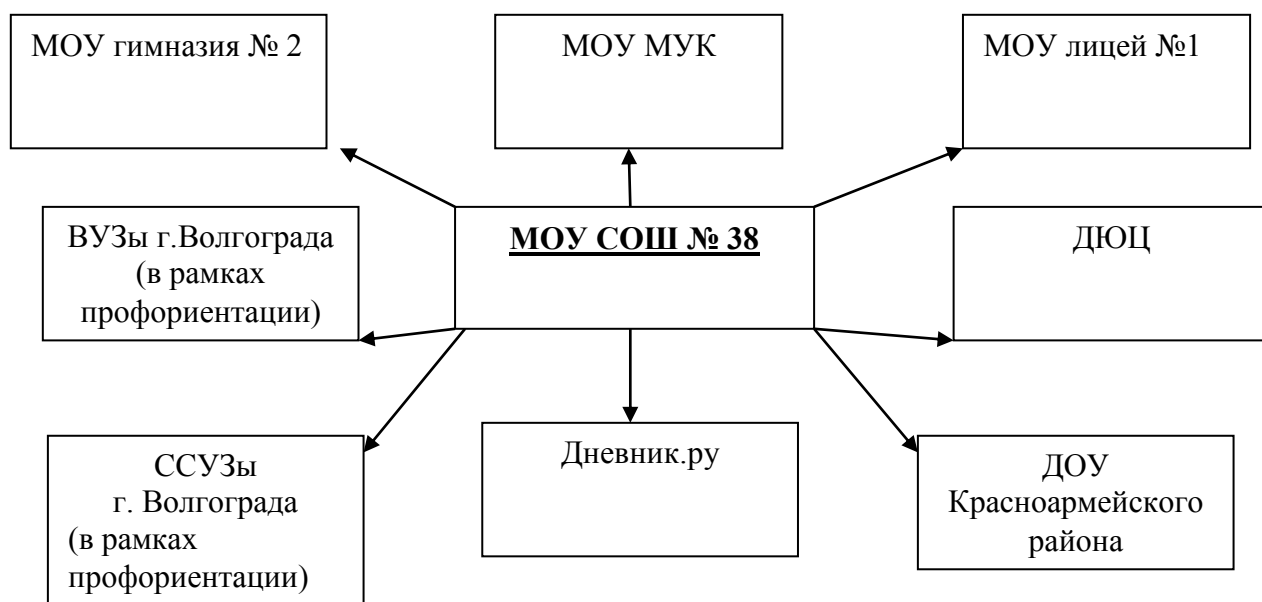 МОУ гимназия № 2
МОУ МУК
МОУ лицей №1
ВУЗы г.Волгограда
(в рамках
профориентации)
МОУ СОШ № 38
ДЮЦ
ССУЗы
г. Волгограда
(в рамках
профориентации)
Дневник.ру
ДОУ
Красноармейского
района